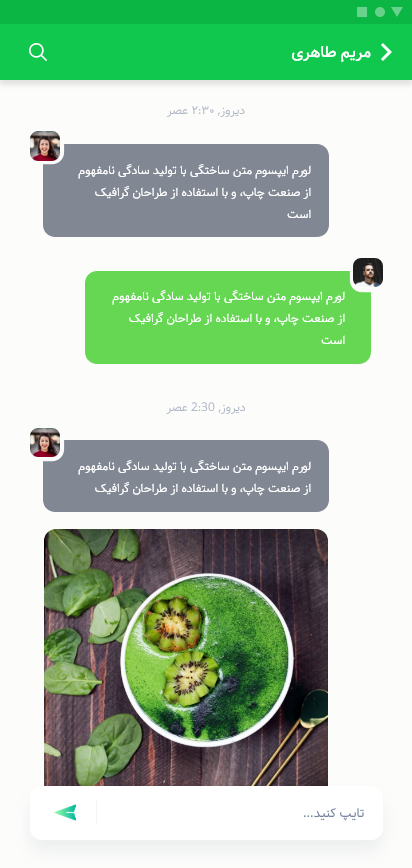 مریم طاهری
دیروز, ۲:۳۰ عصر
لورم ایپسوم متن ساختگی با تولید سادگی نامفهوم
از صنعت چاپ، و با استفاده از طراحان گرافیک
است
لورم ایپسوم متن ساختگی با تولید سادگی نامفهوم
از صنعت چاپ، و با استفاده از طراحان گرافیک
است
دیروز, 2:30 عصر
لورم ایپسوم متن ساختگی با تولید سادگی نامفهوم
از صنعت چاپ، و با استفاده از طراحان گرافیک
تایپ کنید...